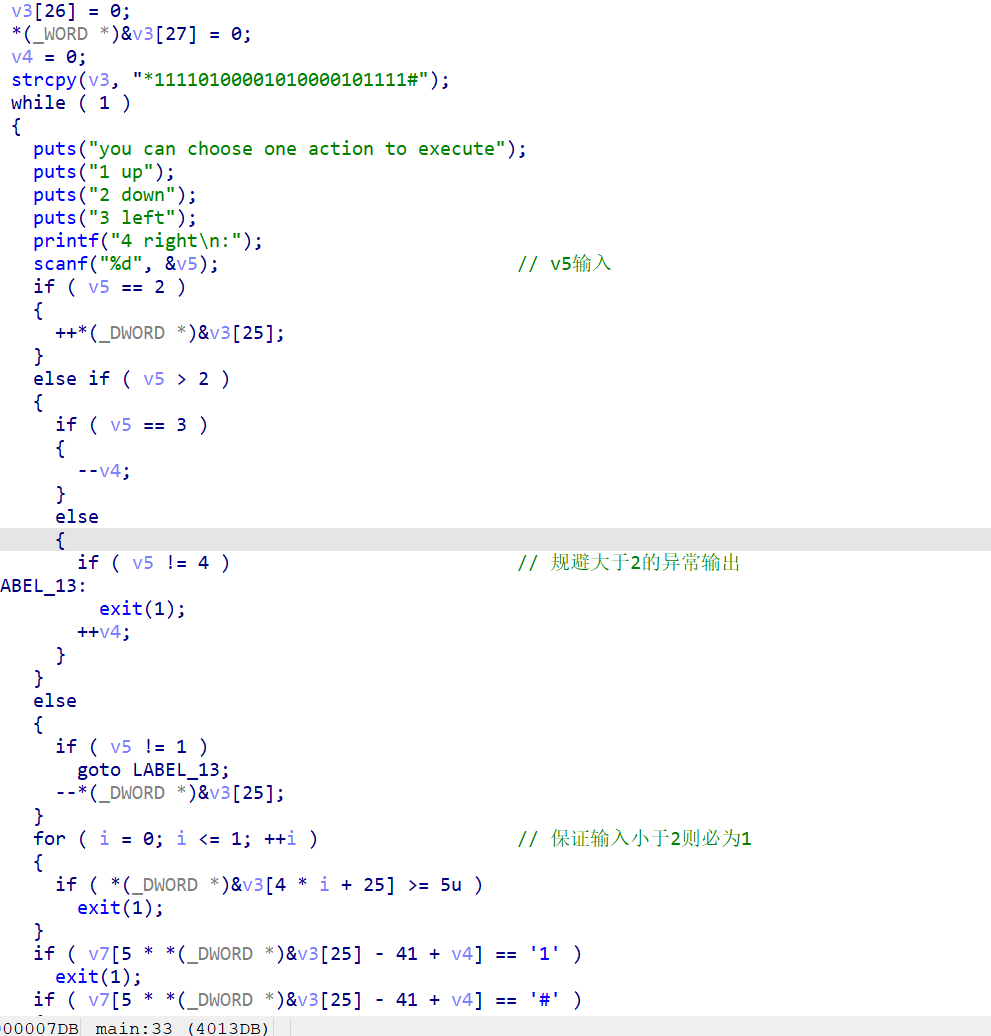 v3[26] = 0;
*(_WORD *)&v3[27] = 0;
v4 = 0;
strcpy(v3, "*11110100001010000101111#");
while ( 1 )
{
puts("you can choose one action to execute");
puts("1 up");
puts("2 down");
puts("3 left");
printf("4 right\n:");
scanf("%d", &v5); // v5输入
if ( v5 == 2 )
{
++*(_DWORD *)&v3[25];
}
else if ( v5 > 2 )
{
if ( v5 == 3 )
{
--v4;
}
else
{
if ( v5 != 4 ) // 规避大于2的异常输出
ABEL_13:
exit(1);
++v4;
}
}
else
{
if ( v5 != 1 )
goto LABEL_13;
--*(_DWORD *)&v3[25];
}
for ( i = 0; i <= 1; ++i ) // 保证输入小于2则必为1
{
if ( *(_DWORD *)&v3[4 * i + 25] >= 5u )
exit(1);
}
if ( v7[5 * *(_DWORD *)&v3[25] - 41 + v4] == '1' )
exit(1);
if ( v7[5 * *(_DWORD *)&v3[25] - 41 + v4] == '#' )
000007DB main:33 (4013DB)